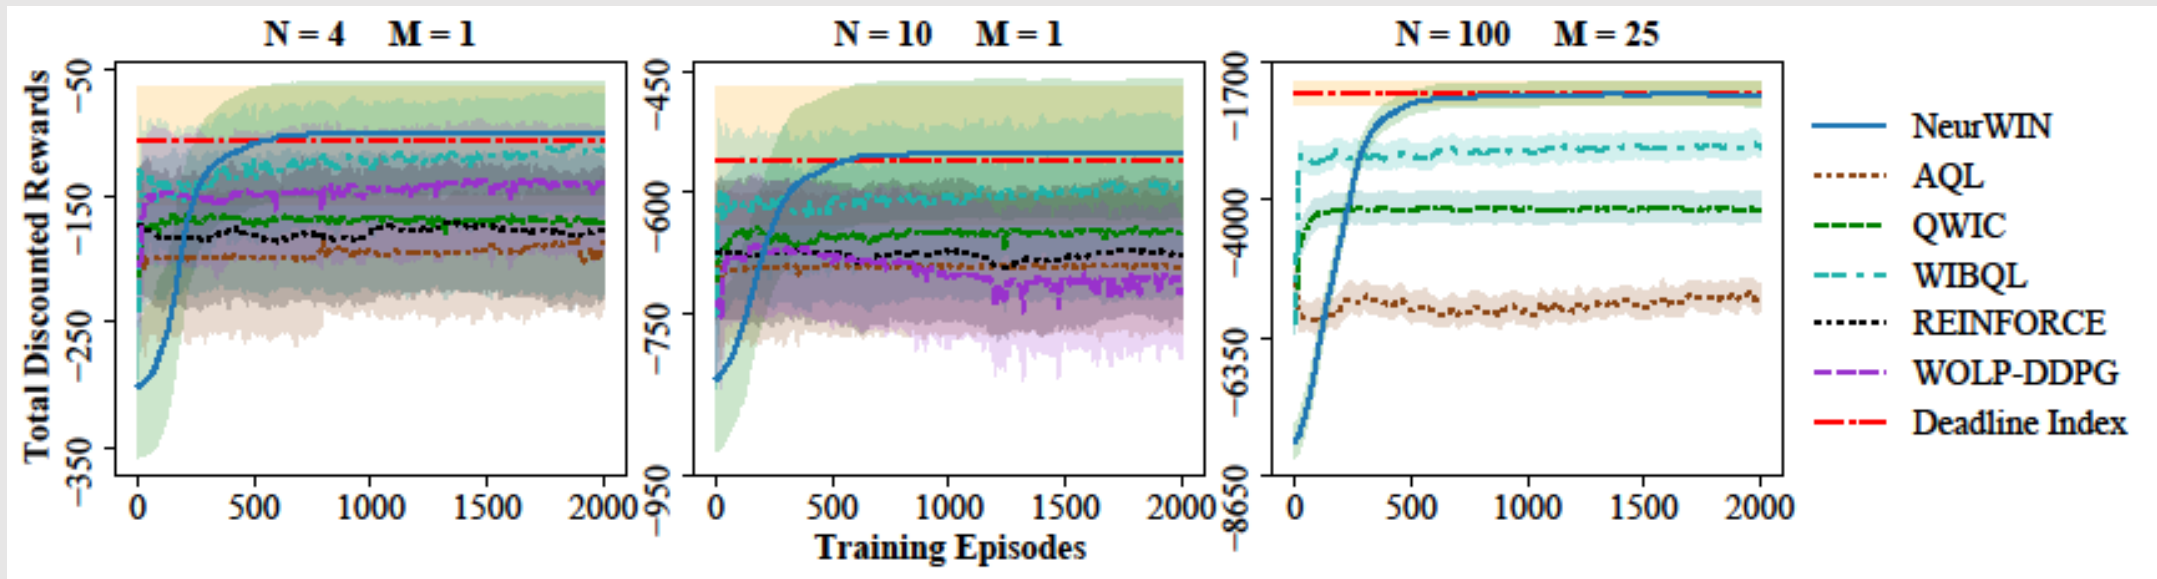 N = 4 M = 1
N = 10 M = 1
N = 100 M = 25
Total Discounted Rewards
−50
−150
−250
−350
0 500 1000 1500 2000
−450
−600
−750
−950
0 500 1000 1500 2000
−1700
−4000
−6350
−8650
0 500 1000 1500 2000
Training Episodes
NeurWIN
AQL
QWIC
WIBQL
REINFORCE
WOLP-DDPG
Deadline Index